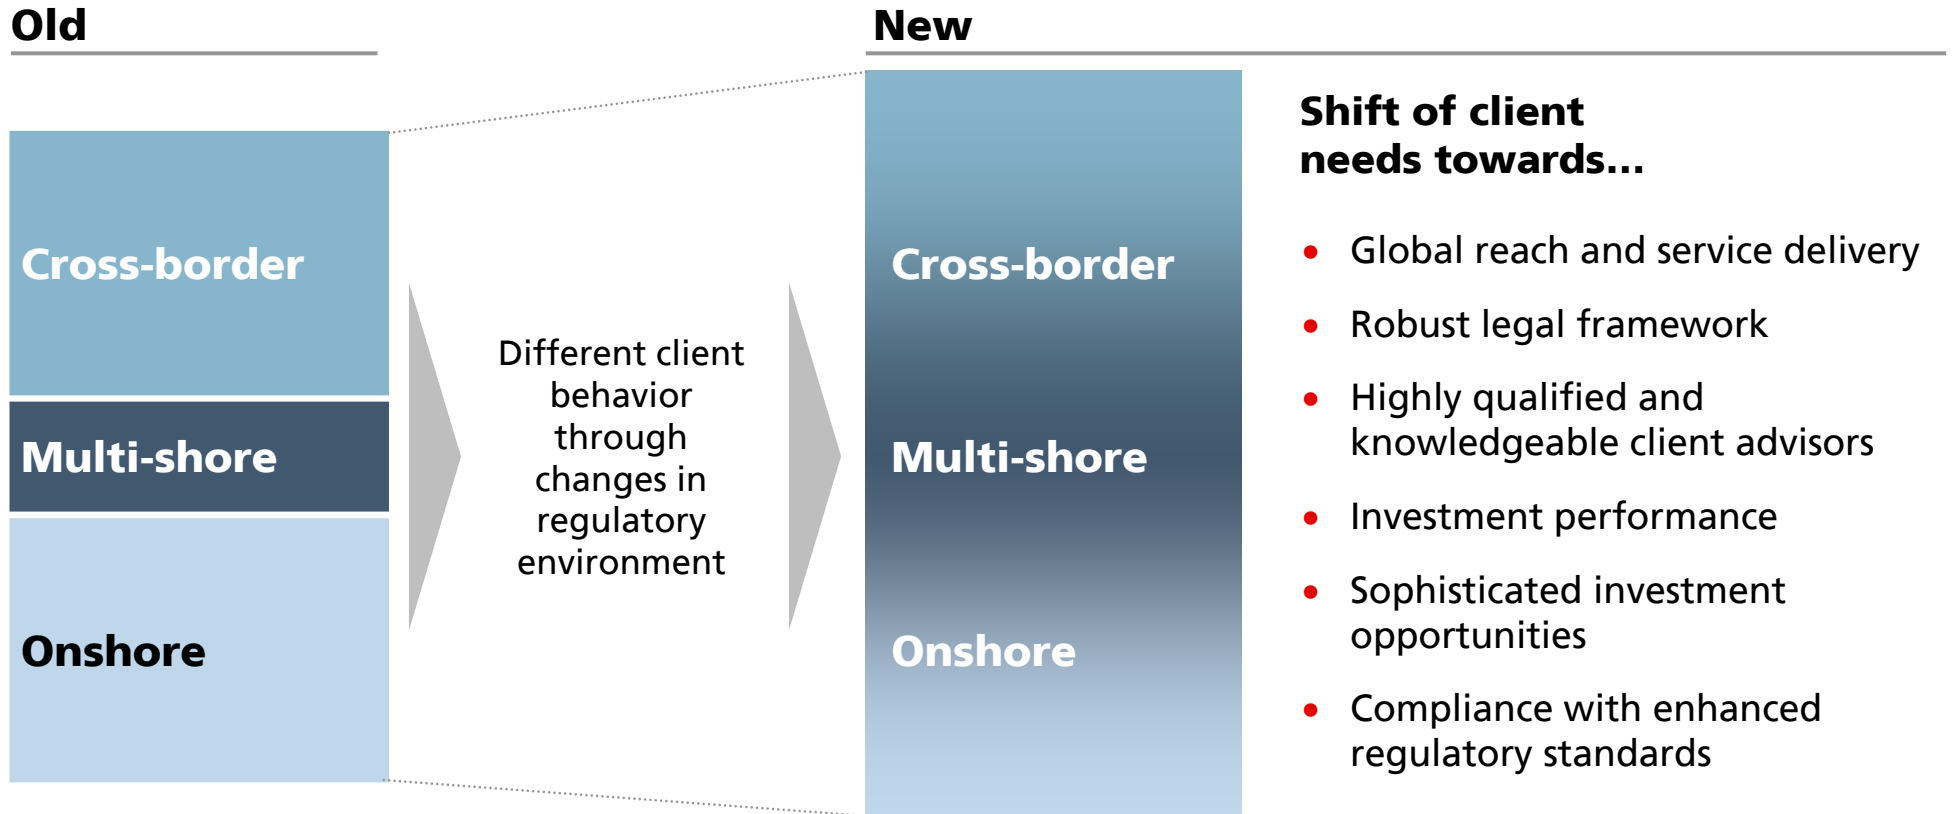 Old
Cross-border
Multi-shore
Onshore
Different client
behavior
through
changes in
regulatory
environment
New
Cross-border
Multi-shore
Onshore
Shift of client
needs towards...
• Global reach and service delivery
• Robust legal framework
• Highly qualified and
knowledgeable client advisors
• Investment performance
• Sophisticated investment
opportunities
• Compliance with enhanced
regulatory standards